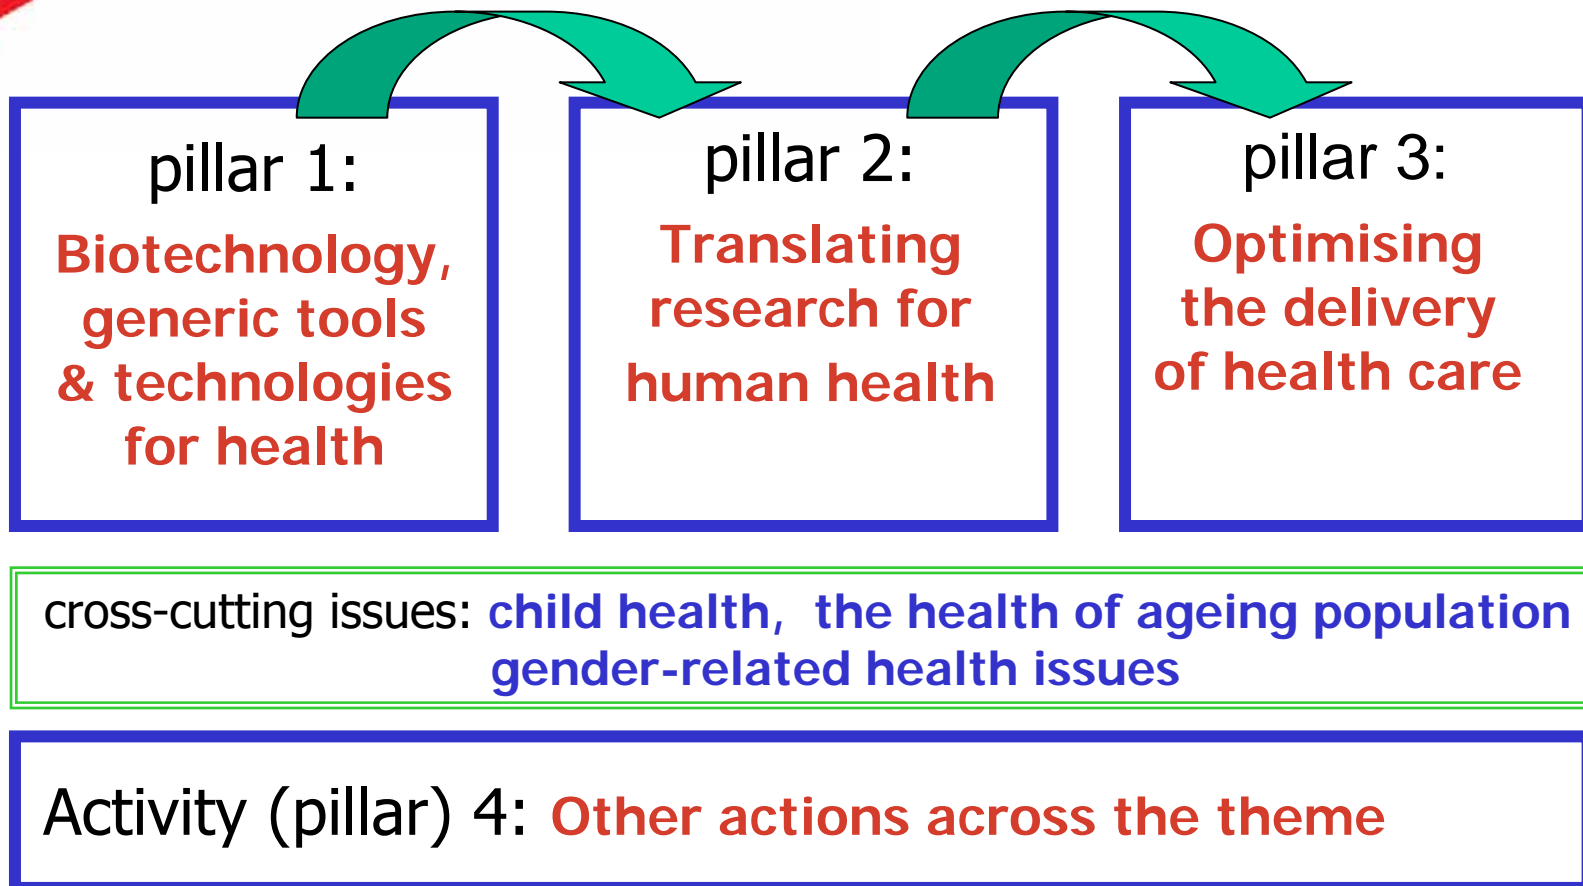 pillar 1:
Biotechnology,
generic tools
& technologies
for health
pillar 2:
Translating
research for
human health
pillar 3:
Optimising
the delivery
of health care
cross-cutting issues: child health, the health of ageing population
gender-related health issues
Activity (pillar) 4: Other actions across the theme